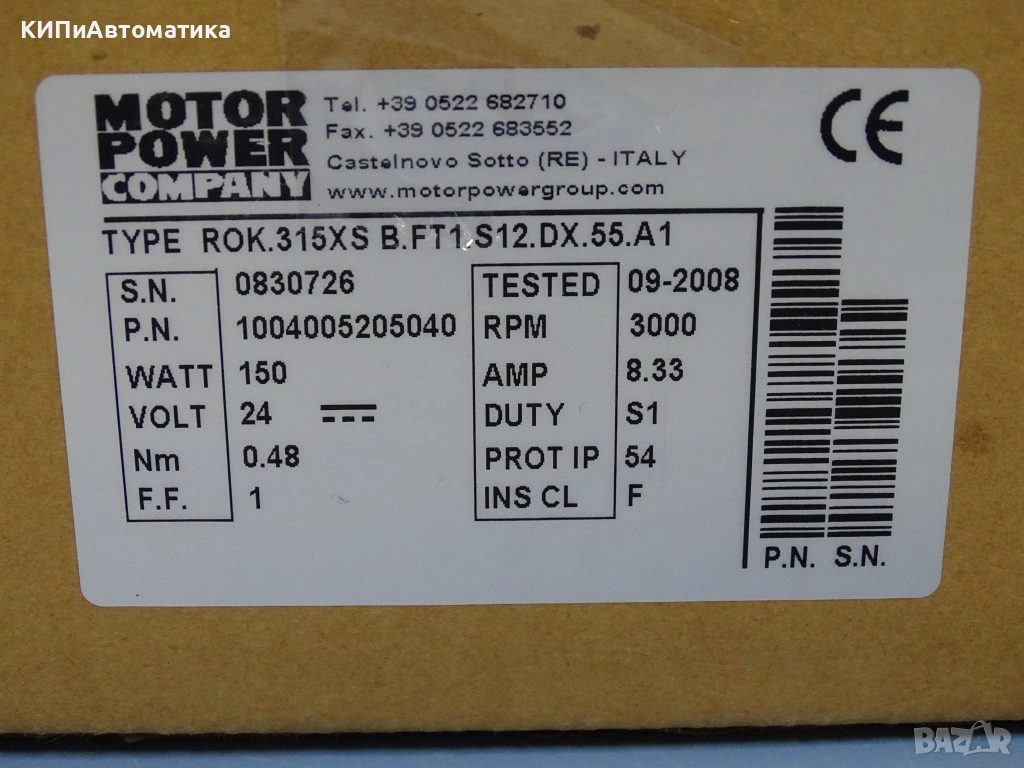 КИПиАвтоматика
MOTOR
POWER
COMPANY
Tel. +39 0522 682710
Fax. +39 0522 683552
Castelnovo Sotto (RE) - ITALY
www.motorpowergroup.com
CE
TYPE ROK.315XS B.FT1.S12.DX.55.A1
S.N. 0830726
P.N. 1004005205040
WATT 150
VOLT 24
Nm 0.48
F.F. 1
TESTED 09-2008
RPM 3000
AMP 8.33
DUTY S1
PROT IP 54
INS CL F
P.N. S.N.
BAZAR